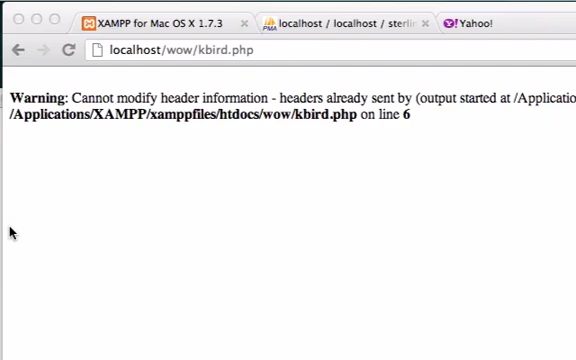 XAMPP for Mac OS X 1.7.3
localhost / localhost / sterli
Yahoo!
localhost/wow/kbird.php
Warning: Cannot modify header information - headers already sent by (output started at /Applicatio
/Applications/XAMPP/xamppfiles/htdocs/wow/kbird.php on line 6